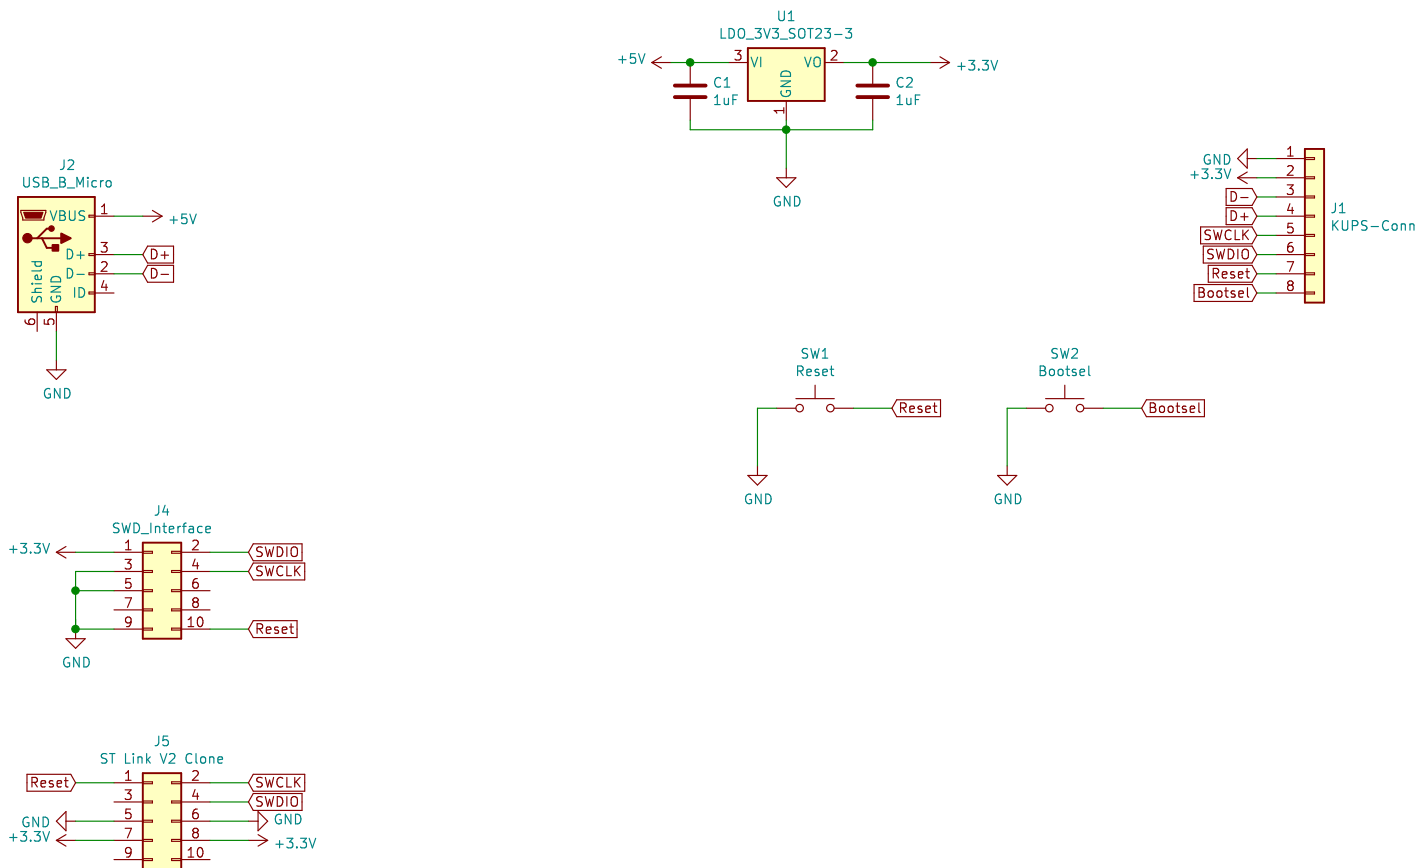 U1
LDO_3V3_SOT23-3
+5V
3
VI
VO
2
+3.3V
GND
1
C1
1uF
C2
1uF
GND
J2
USB_B_Micro
VBUS
1
+5V
D+
3
D+
D-
2
D-
ID
4
Shield
GND
6
5
GND
GND
1
+3.3V
2
D-
3
D+
4
SWCLK
5
SWDIO
6
Reset
7
Bootsel
8
J1
KUPS-Conn
SW1
Reset
Reset
GND
SW2
Bootsel
Bootsel
GND
J4
SWD_Interface
+3.3V
1
2
SWDIO
3
4
SWCLK
5
6
7
8
9
10
Reset
GND
J5
ST Link V2 Clone
Reset
1
2
SWCLK
3
4
SWDIO
GND
5
6
GND
+3.3V
7
8
+3.3V
9
10